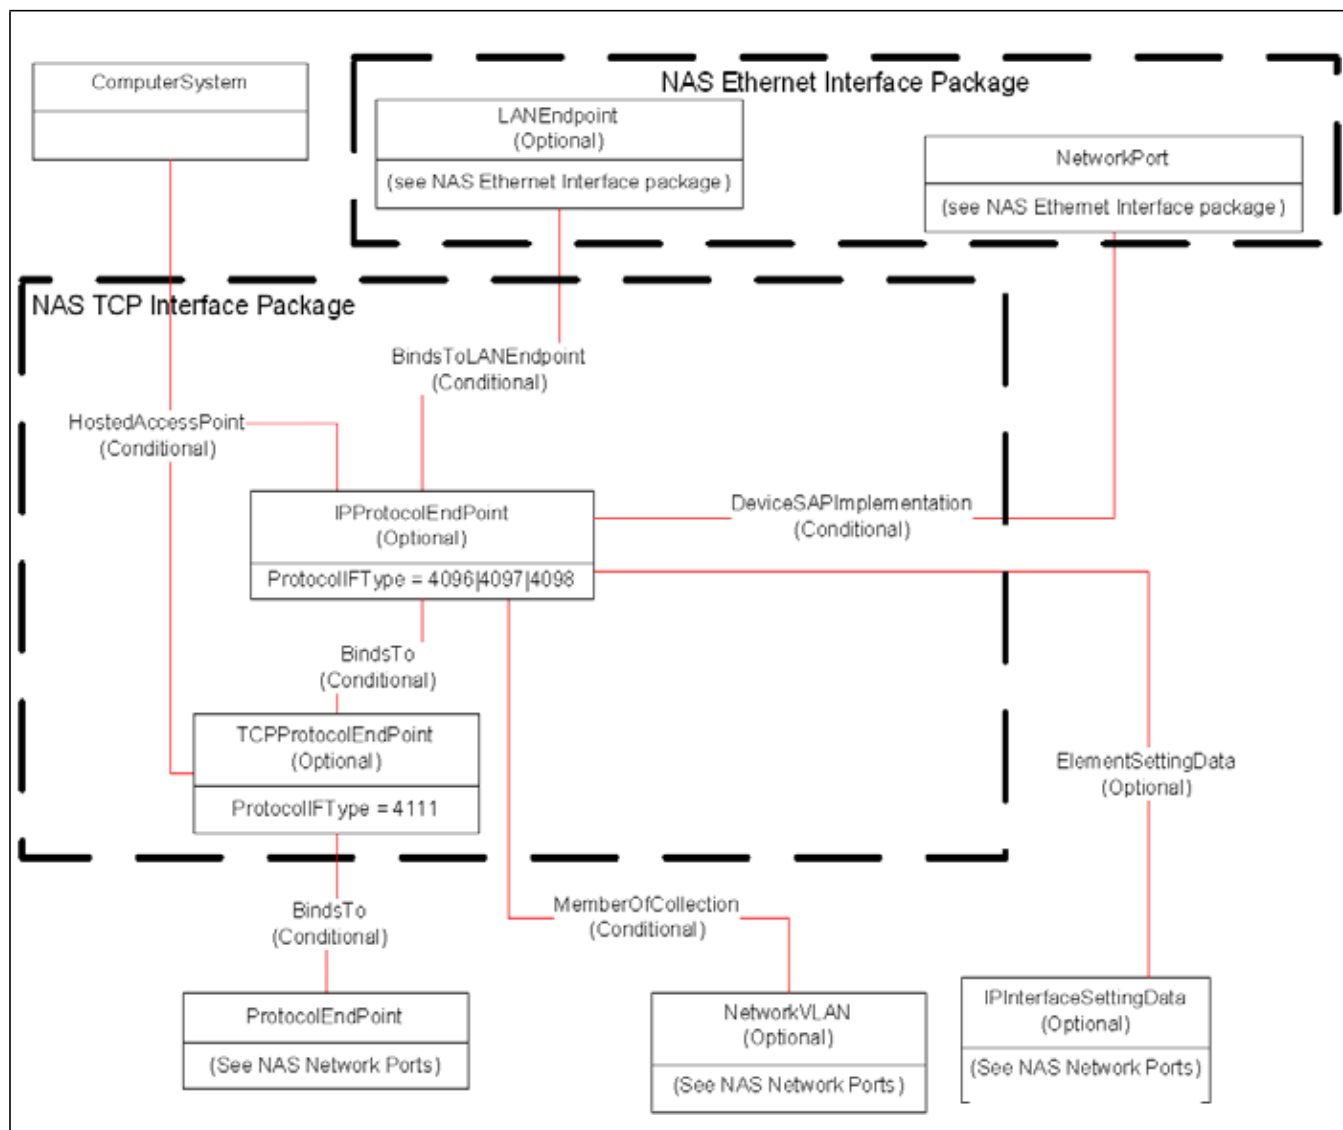 ComputerSystem
NAS Ethernet Interface Package
LANEndpoint
(Optional)
(see NAS Ethernet Interface package)
NetworkPort
(see NAS Ethernet Interface package)
NAS TCP Interface Package
BindsToLANEndpoint
(Conditional)
HostedAccessPoint
(Conditional)
IPProtocolEndPoint
(Optional)
ProtocolIFType = 4096|4097|4098
DeviceSAPImplementation
(Conditional)
BindsTo
(Conditional)
TCPProtocolEndPoint
(Optional)
ProtocolIFType = 4111
ElementSettingData
(Optional)
BindsTo
(Conditional)
MemberOfCollection
(Conditional)
ProtocolEndPoint
(See NAS Network Ports)
NetworkVLAN
(Optional)
(See NAS Network Ports)
IPInterfaceSettingData
(Optional)
(See NAS Network Ports)